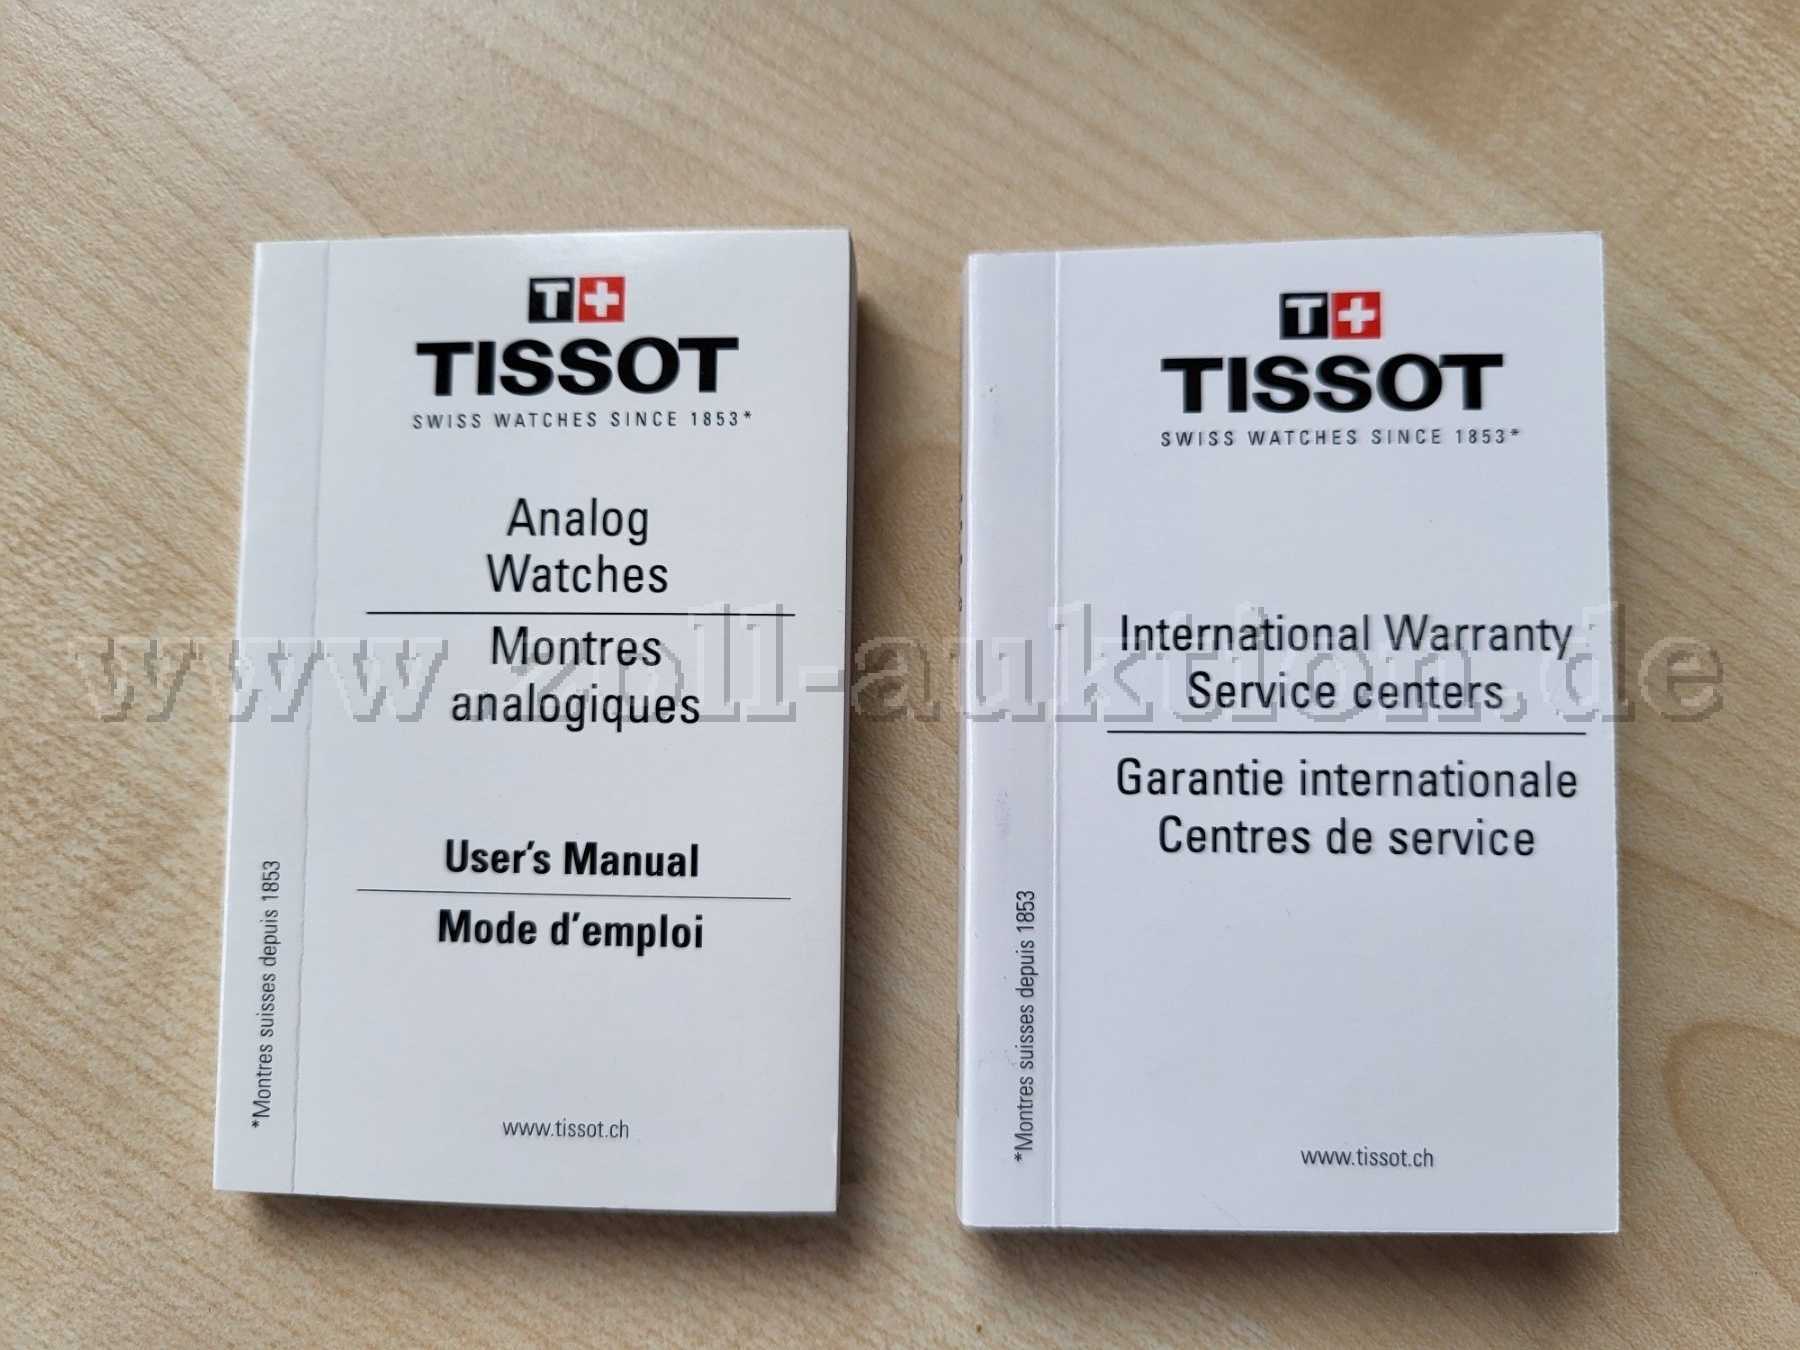 T+
TISSOT
SWISS WATCHES SINCE 1853*
Analog
Watches
Montres
analogiques
User's Manual
Mode d'emploi
www.tissot.ch
*Montres suisses depuis 1853
T+
TISSOT
SWISS WATCHES SINCE 1853*
International Warranty
Service centers
Garantie internationale
Centres de service
www.tissot.ch
*Montres suisses depuis 1853
www.zoll-auktion.de